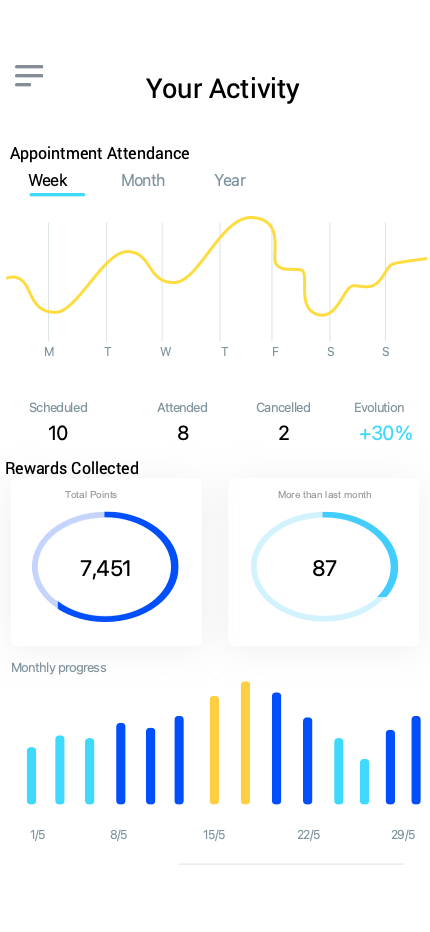 Your Activity
Appointment Attendance
Week Month Year
M T W T F S S
Scheduled Attended Cancelled Evolution
10 8 2 +30%
Rewards Collected
Total Points More than last month
7,451 87
Monthly progress
1/5 8/5 15/5 22/5 29/5